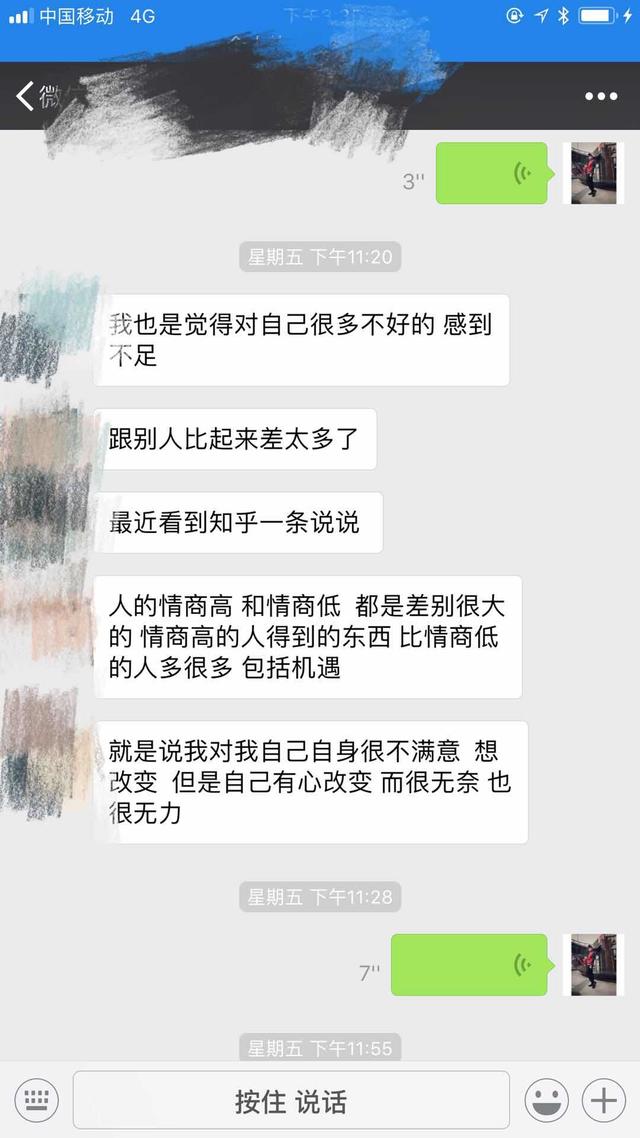 中国移动 4G
微
3''
星期五 下午11:20
我也是觉得对自己很多不好的 感到
不足
跟别人比起来差太多了
最近看到知乎一条说说
人的情商高 和情商低 都是差别很大
的 情商高的人得到的东西 比情商低
的人多很多 包括机遇
就是说我对我自己自身很不满意 想
改变 但是自己有心改变 而很无奈 也
很无力
星期五 下午11:28
7''
星期五 下午11:55
按住 说话